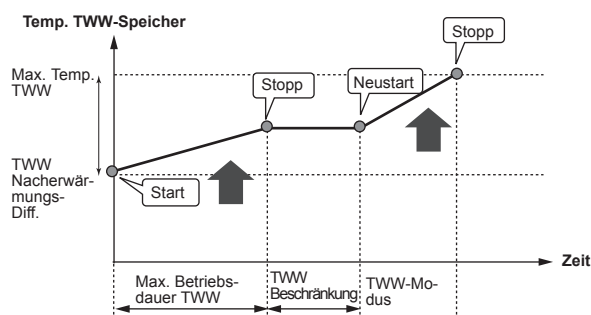 Temp. TWW-Speicher
Stopp
Max. Temp.
TWW
Stopp
Neustart
TWW
Nacherwär-
mungs-
Diff.
Start
Zeit
Max. Betriebs-
dauer TWW
TWW
Beschränkung
TWW-Mo-
dus